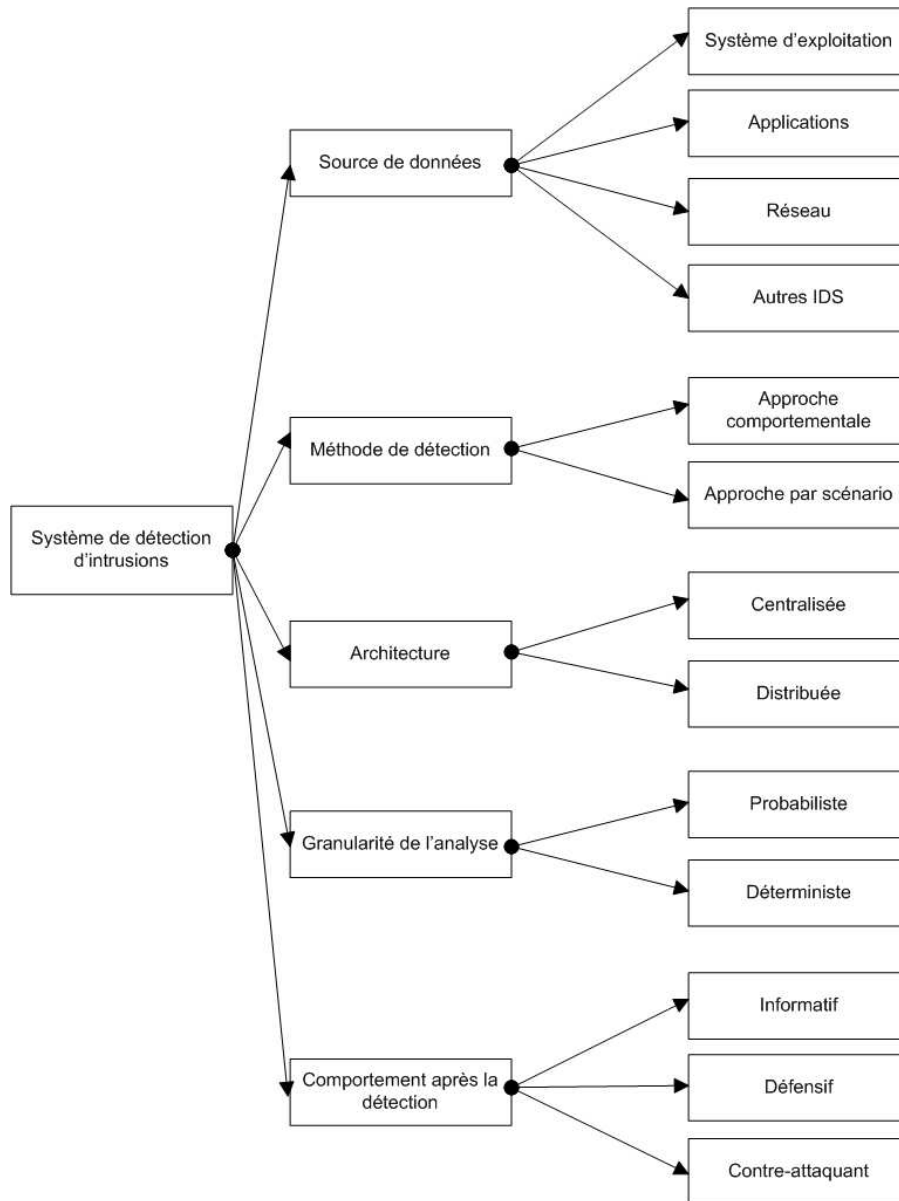 Système d'exploitation
Applications
Source de données
Réseau
Autres IDS
Approche
comportementale
Méthode de détection
Approche par scénario
Système de détection
d'intrusions
Centralisée
Architecture
Distribuée
Probabiliste
Granularité de l'analyse
Déterministe
Informatif
Comportement après la
détection
Défensif
Contre-attaquant